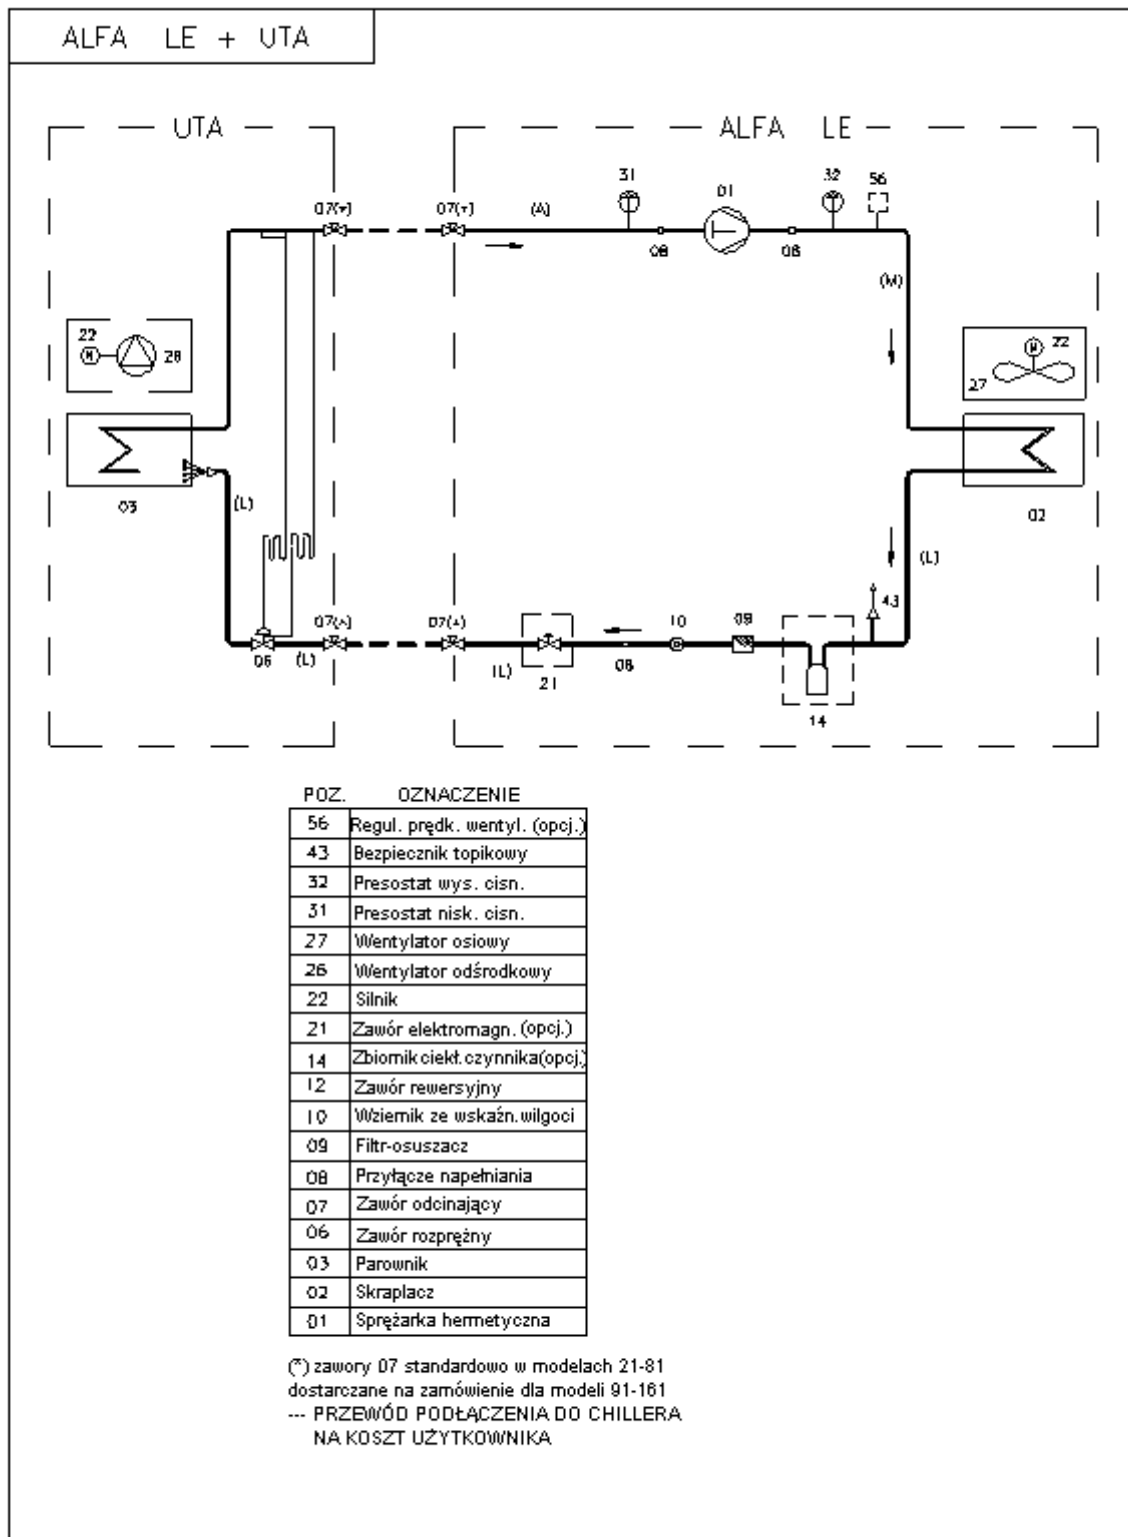 ALFA LE + UTA
UTA
ALFA LE
31
01
32
56
07(*)
07(*)
(A)
08
08
(M)
22
28
22
27
03
(L)
02
(L)
43
07(*)
07(*)
10
09
06
(L)
(L)
21
08
14
POZ. OZNACZENIE
56 Regul. prędk. wentyl. (opcj.)
43 Bezpiecznik topikowy
32 Presostat wys. cisn.
31 Presostat nisk. cisn.
27 Wentylator osiowy
26 Wentylator odśrodkowy
22 Silnik
21 Zawór elektromagn. (opcj.)
14 Zbiornik ciekł. czynnika(opcj.)
12 Zawór rewersyjny
10 Wziernik ze wskaźn. wilgoci
09 Filtr-osuszacz
08 Przyłącze napełniania
07 Zawór odcinający
06 Zawór rozprężny
03 Parownik
02 Skraplacz
01 Sprężarka hermetyczna
(*) zawory 07 standardowo w modelach 21-81
dostarczane na zamówienie dla modeli 91-161
--- PRZEWÓD PODŁĄCZENIA DO CHILLERA
NA KOSZT UŻYTKOWNIKA